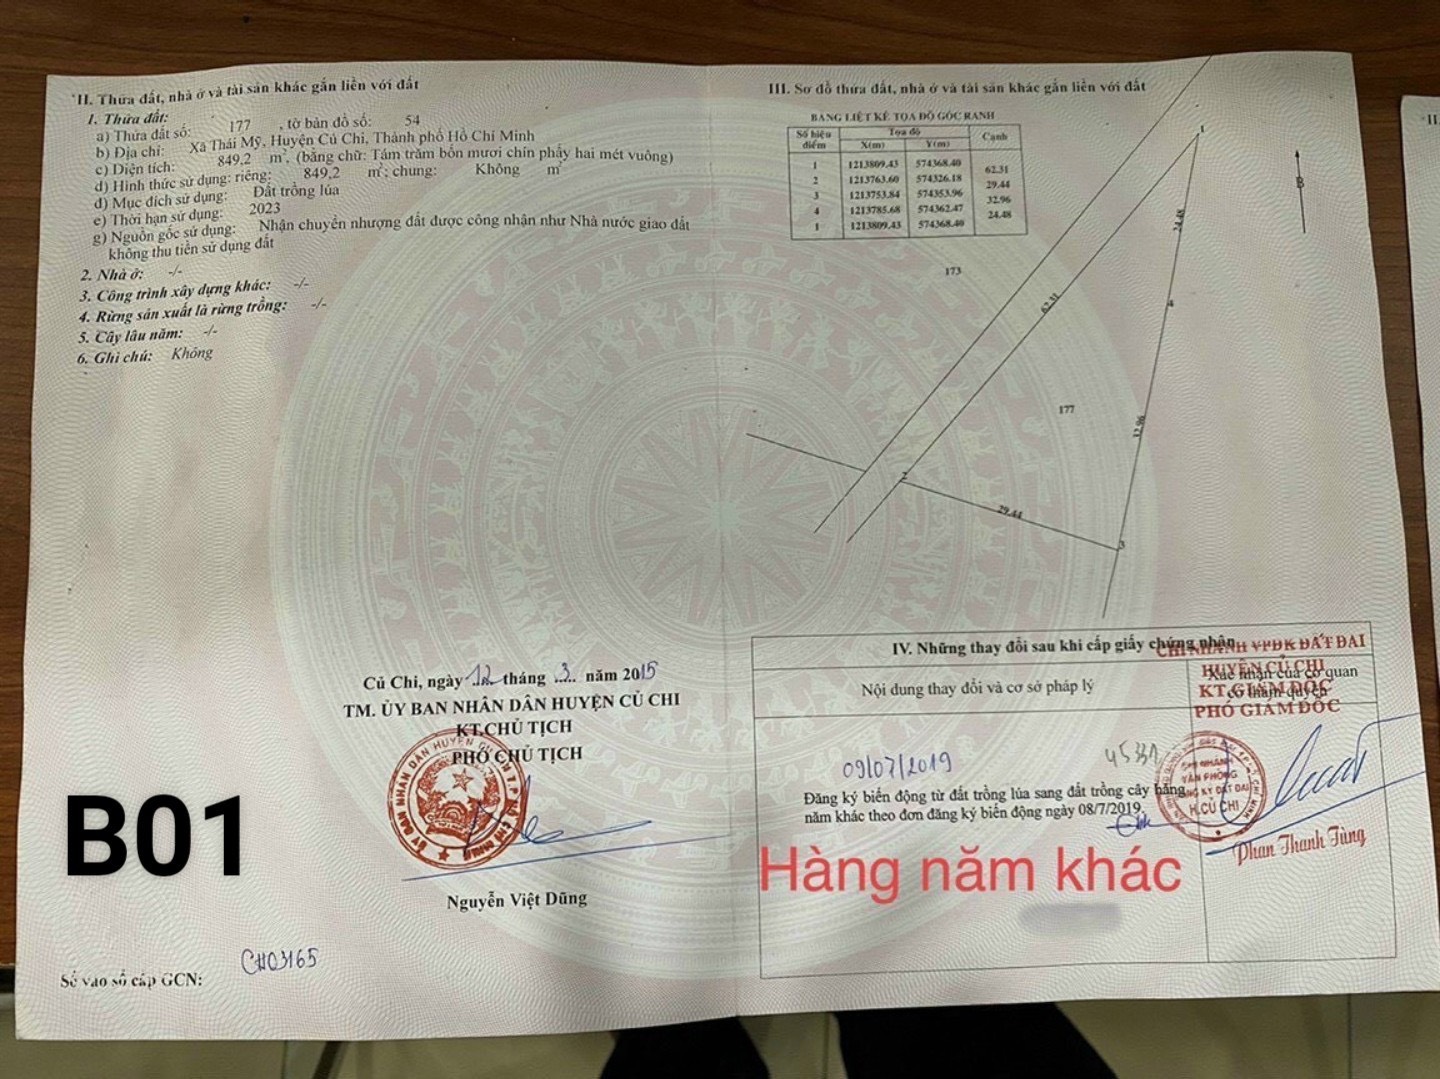 II. Thửa đất, nhà ở và tài sản khác gắn liền với đất
1. Thửa đất:
a) Thửa đất số: 177 , tờ bản đồ số: 54
b) Địa chỉ: Xã Thái Mỹ, Huyện Củ Chi, Thành phố Hồ Chí Minh
c) Diện tích: 849,2 m², (bằng chữ: Tám trăm bốn mươi chín phẩy hai mét vuông)
d) Hình thức sử dụng: riêng: 849,2 m²; chung: Không m²
đ) Mục đích sử dụng: Đất trồng lúa
e) Thời hạn sử dụng: 2023
g) Nguồn gốc sử dụng: Nhận chuyển nhượng đất được công nhận như Nhà nước giao đất
không thu tiền sử dụng đất
2. Nhà ở: -/-
3. Công trình xây dựng khác: -/-
4. Rừng sản xuất là rừng trồng: -/-
5. Cây lâu năm: -/-
6. Ghi chú: Không
Củ Chi, ngày 12 tháng 3 năm 2015
TM. ỦY BAN NHÂN DÂN HUYỆN CỦ CHI
KT.CHỦ TỊCH
PHÓ CHỦ TỊCH
Nguyễn Việt Dũng
B01
Số vào sổ cấp GCN: CH03165
III. Sơ đồ thửa đất, nhà ở và tài sản khác gắn liền với đất
BẢNG LIỆT KÊ TỌA ĐỘ GÓC RANH
Số hiệu điểm Tọa độ Cạnh
X(m) Y(m)
1 1213809.43 574368.40
62.31
2 1213763.60 574326.18
29.44
3 1213753.84 574353.96
32.96
4 1213785.68 574362.47
24.48
1 1213809.43 574368.40
1
B
24.48
173
62.31
4
177
32.96
2
29.44
3
IV. Những thay đổi sau khi cấp giấy chứng nhận
Nội dung thay đổi và cơ sở pháp lý
Xác nhận của cơ quan
có thẩm quyền
CHI NHÁNH VPĐK ĐẤT ĐAI
HUYỆN CỦ CHI
KT.GIÁM ĐỐC
PHÓ GIÁM ĐỐC
09/07/2019
Đăng ký biến động từ đất trồng lúa sang đất trồng cây hằng
năm khác theo đơn đăng ký biến động ngày 08/7/2019.
CHI NHÁNH
VĂN PHÒNG
ĐĂNG KÝ ĐẤT ĐAI
H.CỦ CHI
Phan Thanh Tùng
Hàng năm khác